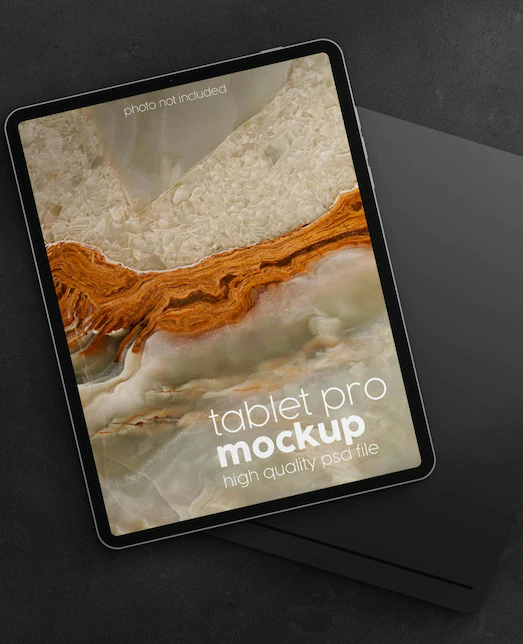 photo not included
tablet pro
mockup
high quality psd file